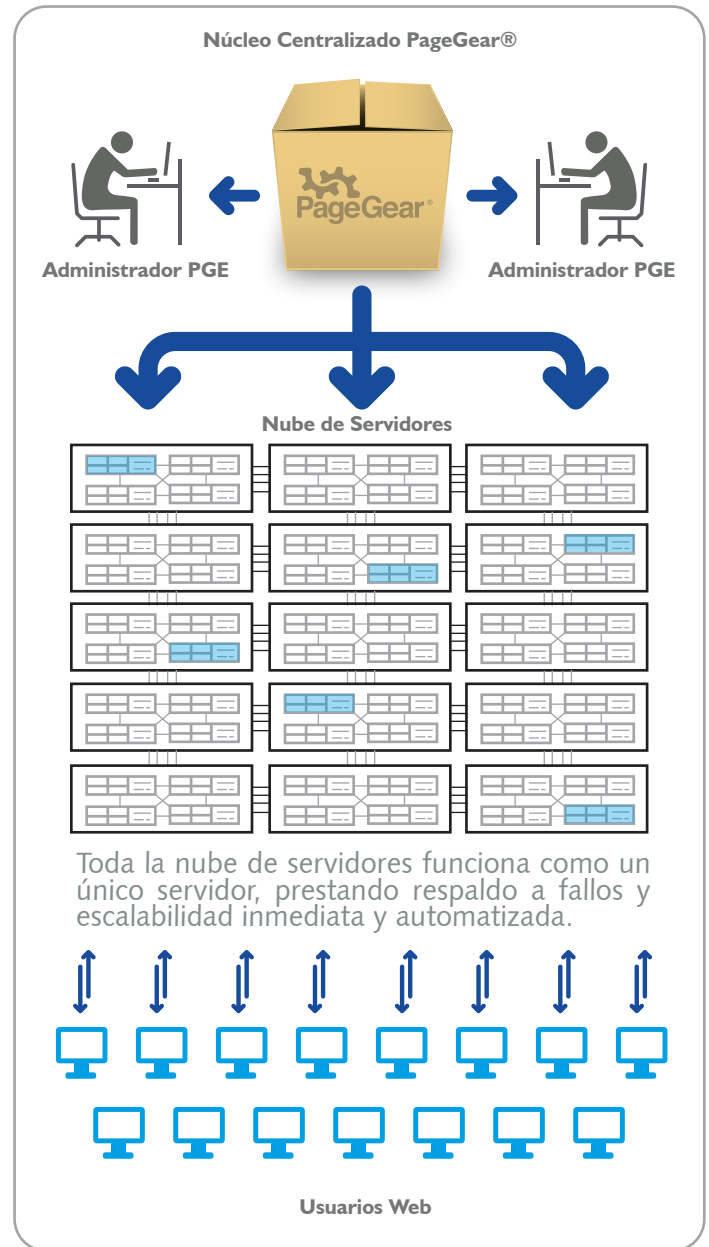 Núcleo Centralizado PageGear®
PageGear®
Administrador PGE
Administrador PGE
Nube de Servidores
Toda la nube de servidores funciona como un
único servidor, prestando respaldo a fallos y
escalabilidad inmediata y automatizada.
Usuarios Web